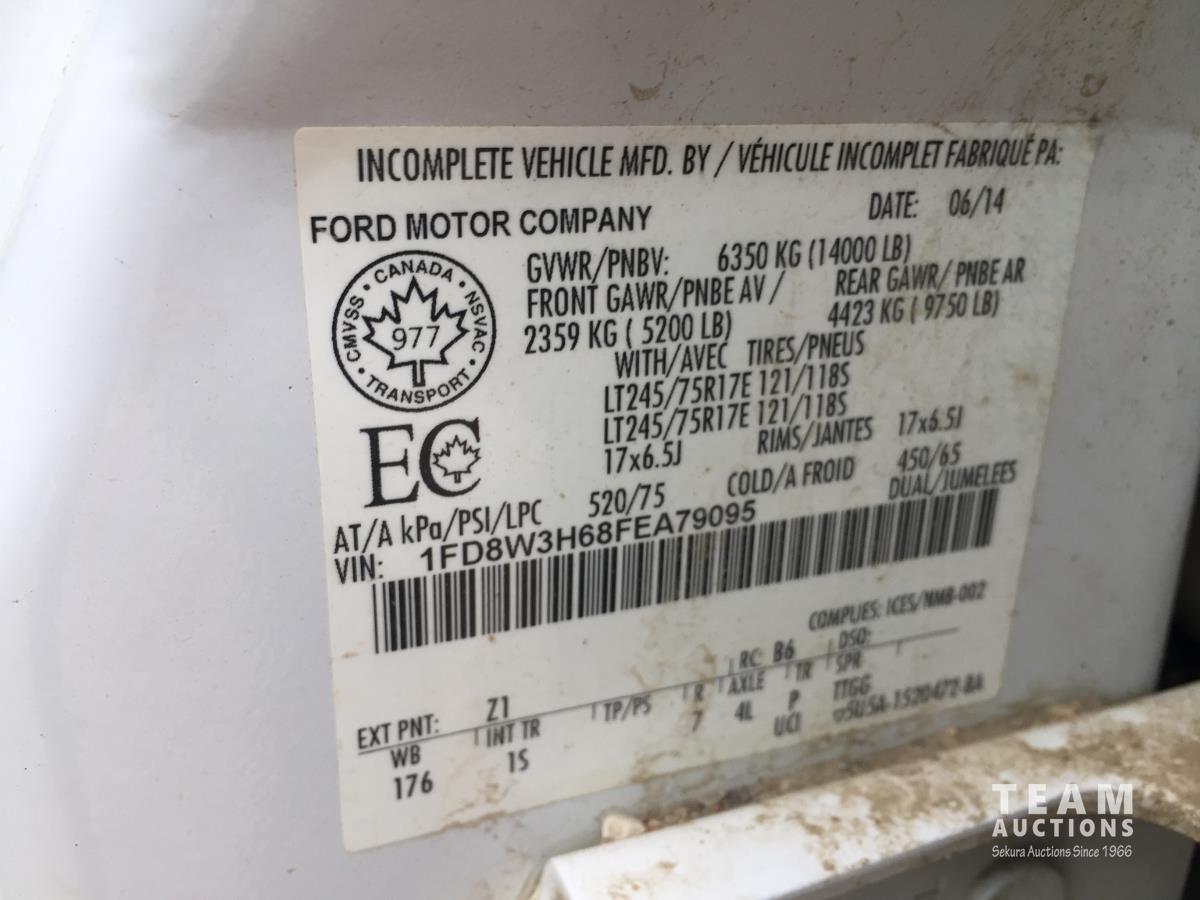 INCOMPLETE VEHICLE MFD. BY / VÉHICULE INCOMPLET FABRIQUÉ PA:
FORD MOTOR COMPANY
DATE: 06/14
CMVSS · CANADA · NSVAC · TRANSPORT ·
977
GVWR/PNBV: 6350 KG (14000 LB)
FRONT GAWR/PNBE AV / REAR GAWR/ PNBE AR
2359 KG ( 5200 LB) 4423 KG ( 9750 LB)
WITH/AVEC TIRES/PNEUS
LT245/75R17E 121/118S
LT245/75R17E 121/118S
17x6.5J RIMS/JANTES 17x6.5J
EC
AT/A kPa/PSI/LPC 520/75 COLD/A FROID 450/65
DUAL/JUMELEES
VIN: 1FD8W3H68FEA79095
COMPLIES: ICES/NMB-002
EXT PNT: Z1 RC: B6 DSO:
WB INT TR TP/PS R AXLE TR SPR
176 1S 7 4L P TTGG
UCI 5U5A-1520472-BA
TEAM
AUCTIONS
Sekura Auctions Since 1966